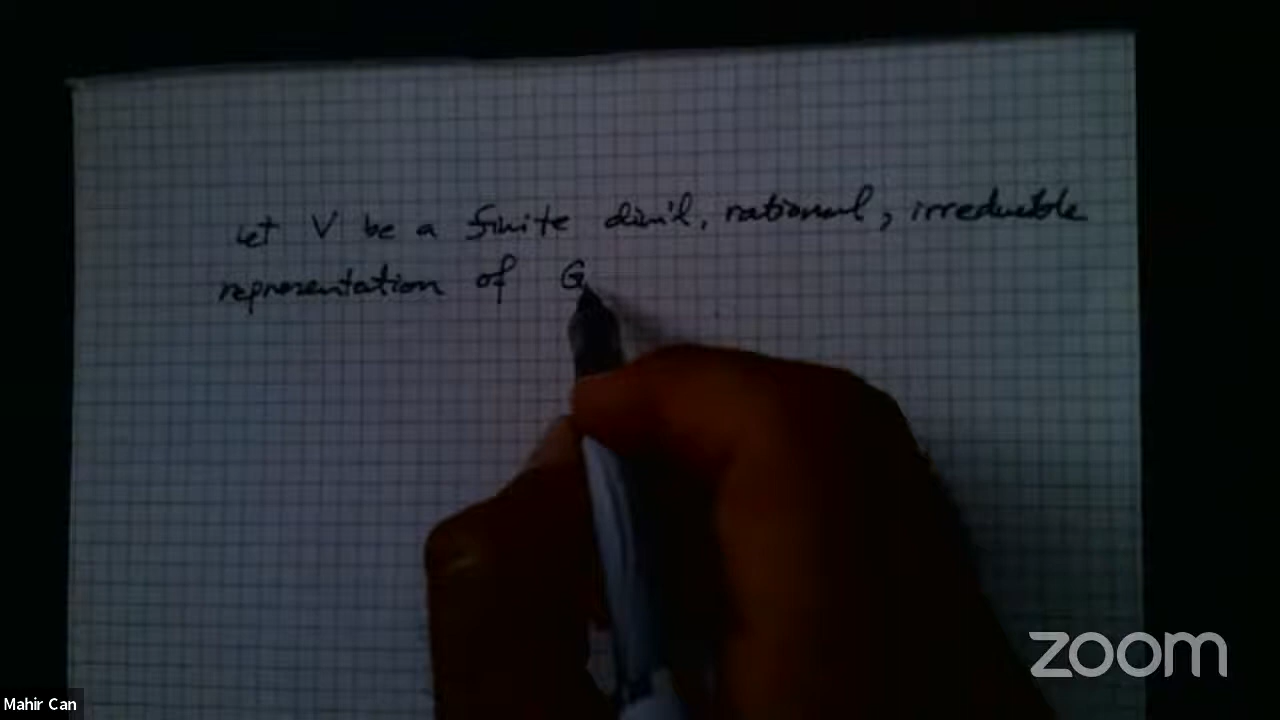 Let V be a finite dim'l, rational, irreducible
representation of G
zoom
Mahir Can